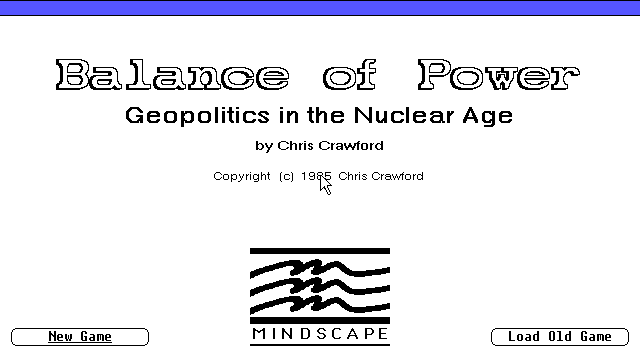 Balance of Power
Geopolitics in the Nuclear Age
by Chris Crawford
Copyright (c) 1985 Chris Crawford
MINDSCAPE
New Game
Load Old Game